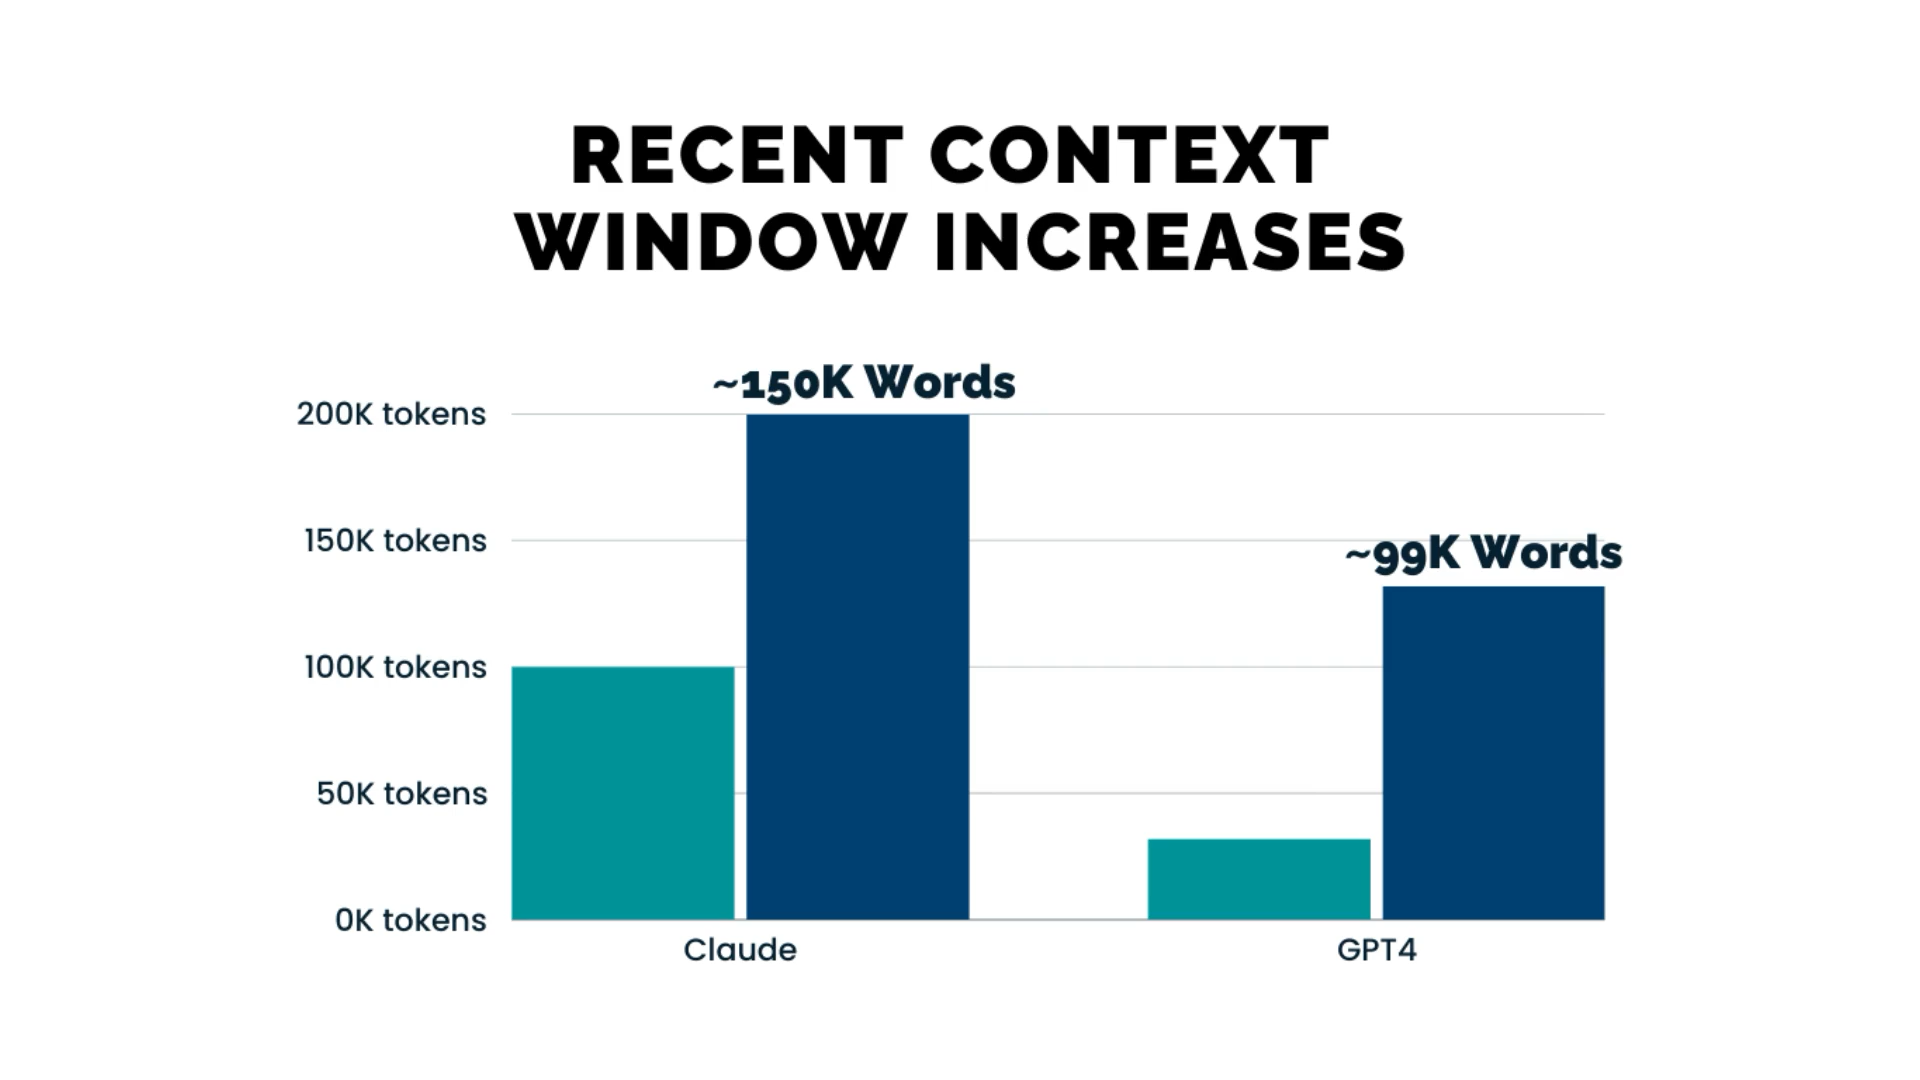 RECENT CONTEXT
WINDOW INCREASES
~150K Words
200K tokens
150K tokens
~99K Words
100K tokens
50K tokens
0K tokens
Claude
GPT4